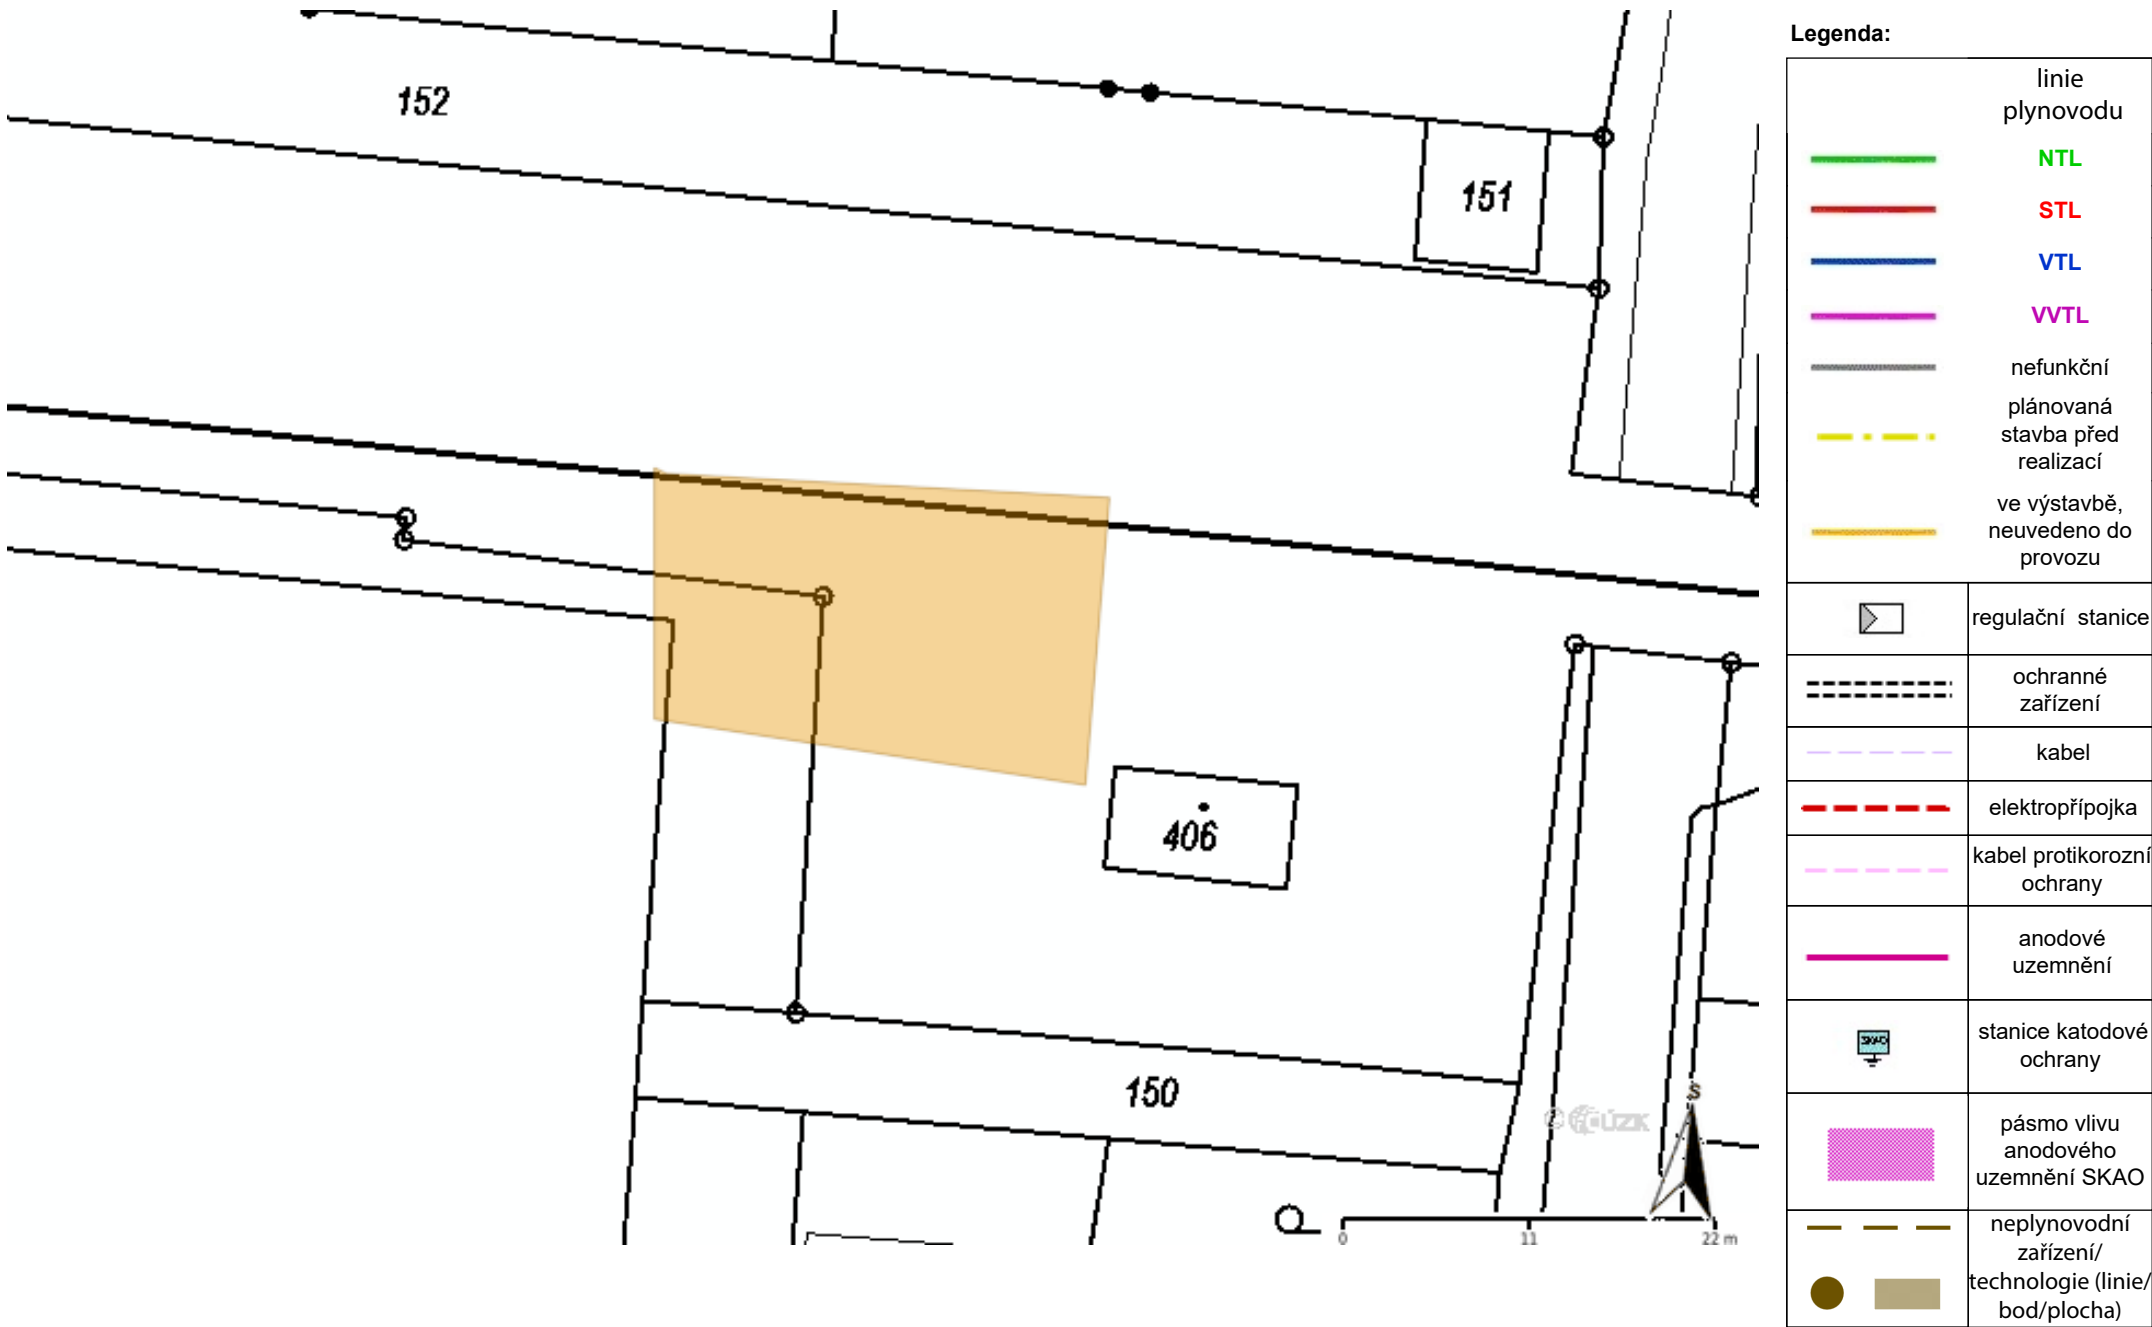 152
151
406
150
S
0
11
22 m
Legenda:
linie
plynovodu
NTL
STL
VTL
VVTL
nefunkční
plánovaná
stavba před
realizací
ve výstavbě,
neuvedeno do
provozu
regulační stanice
ochranné
zařízení
kabel
elektropřípojka
kabel protikorozní
ochrany
anodové
uzemnění
SKAO
stanice katodové
ochrany
pásmo vlivu
anodového
uzemnění SKAO
neplynovodní
zařízení/
technologie (linie/
bod/plocha)